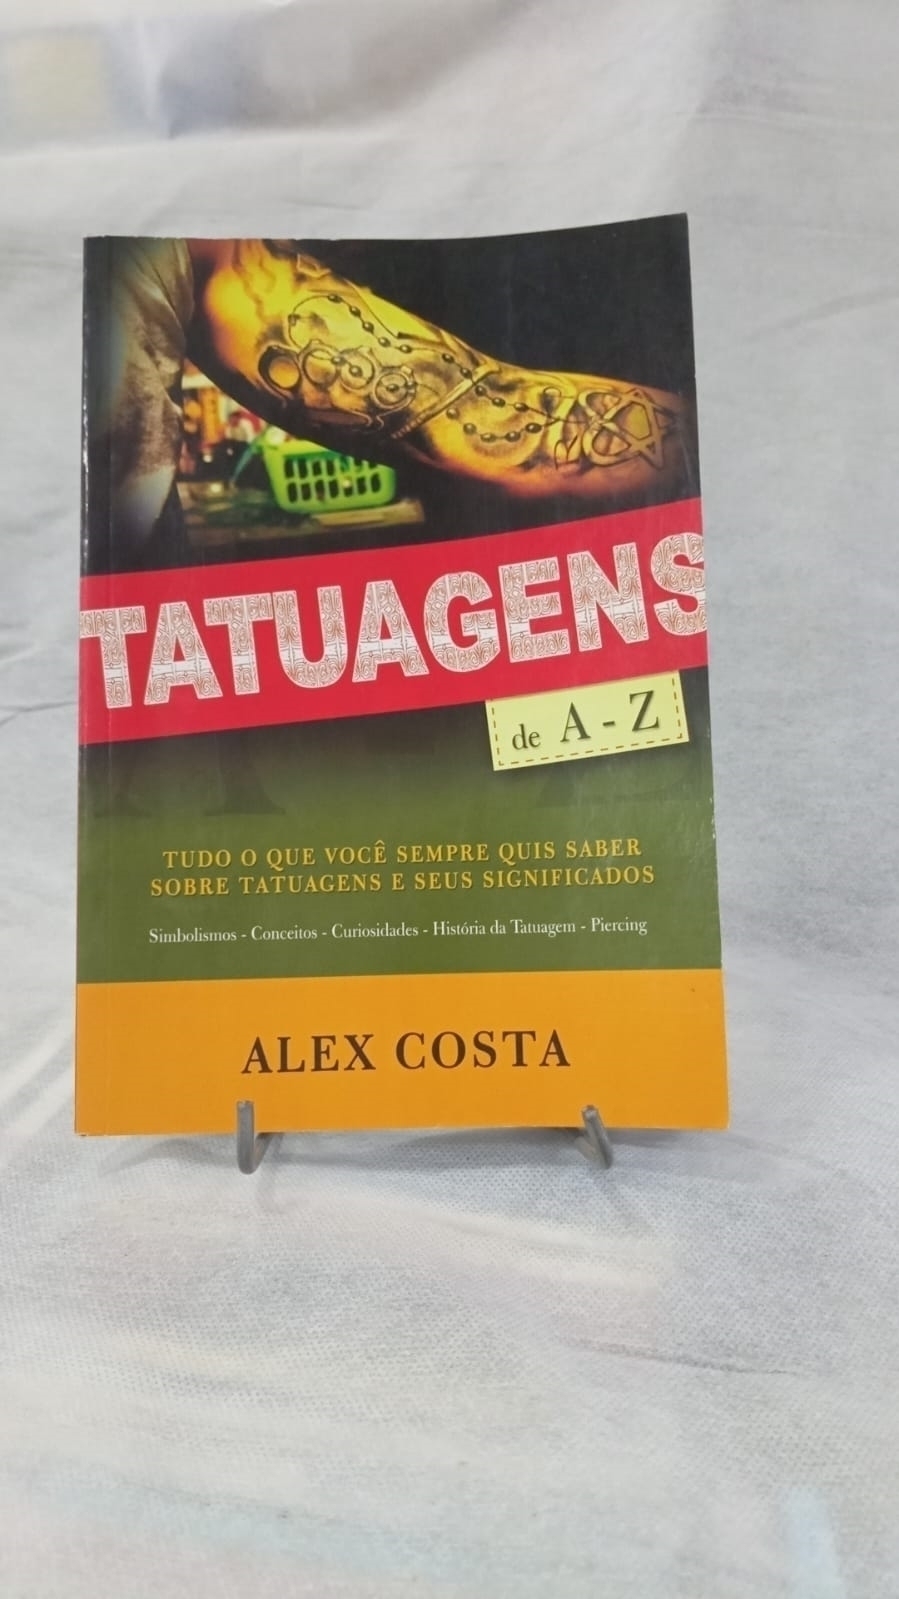 TATUAGENS
de A - Z
TUDO O QUE VOCÊ SEMPRE QUIS SABER
SOBRE TATUAGENS E SEUS SIGNIFICADOS
Simbolismos - Conceitos - Curiosidades - História da Tatuagem - Piercing
ALEX COSTA